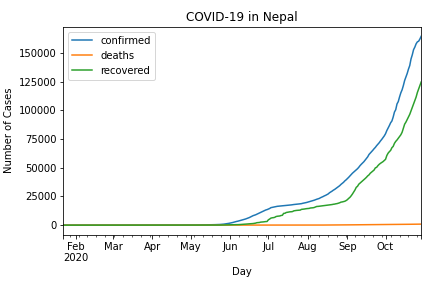 COVID-19 in Nepal
confirmed
deaths
recovered
Number of Cases
150000
125000
100000
75000
50000
25000
0
Feb Mar Apr May Jun Jul Aug Sep Oct
2020
Day